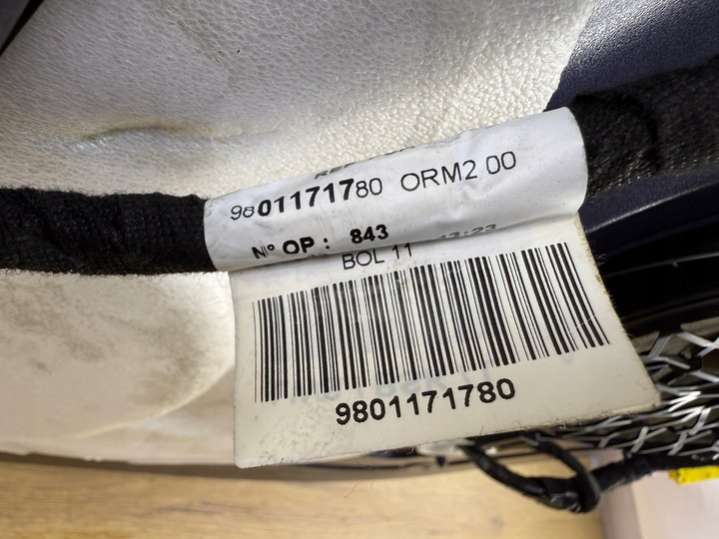 9801171780 ORM2 00
N° OP : 843
BOL 11
9801171780